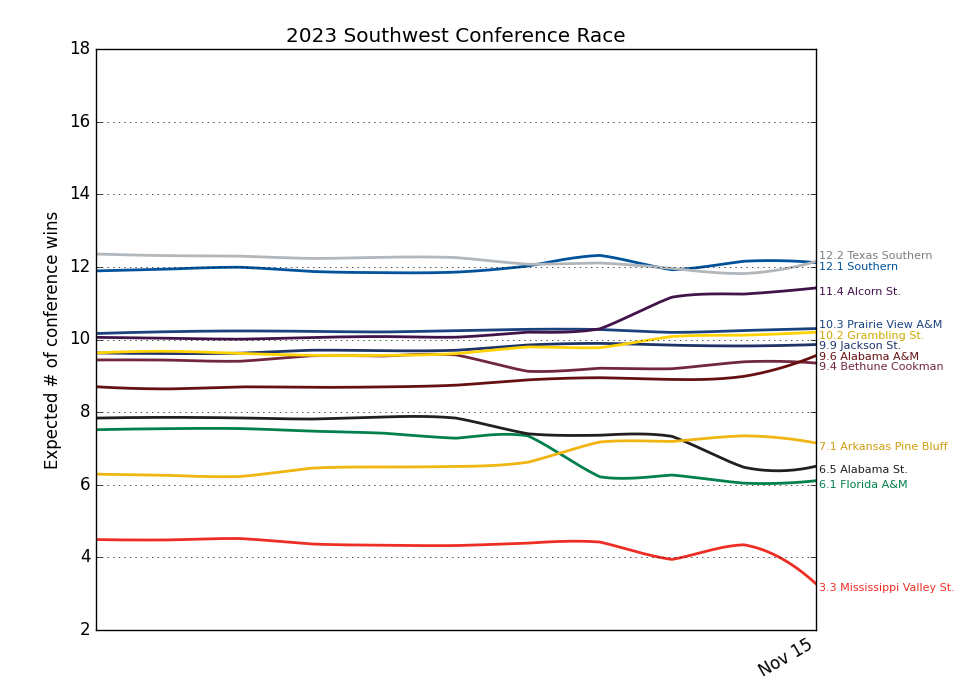 2023 Southwest Conference Race
Expected # of conference wins
18
16
14
12
10
8
6
4
2
12.2 Texas Southern
12.1 Southern
11.4 Alcorn St.
10.3 Prairie View A&M
10.2 Grambling St.
9.9 Jackson St.
9.6 Alabama A&M
9.4 Bethune Cookman
7.1 Arkansas Pine Bluff
6.5 Alabama St.
6.1 Florida A&M
3.3 Mississippi Valley St.
Nov 15